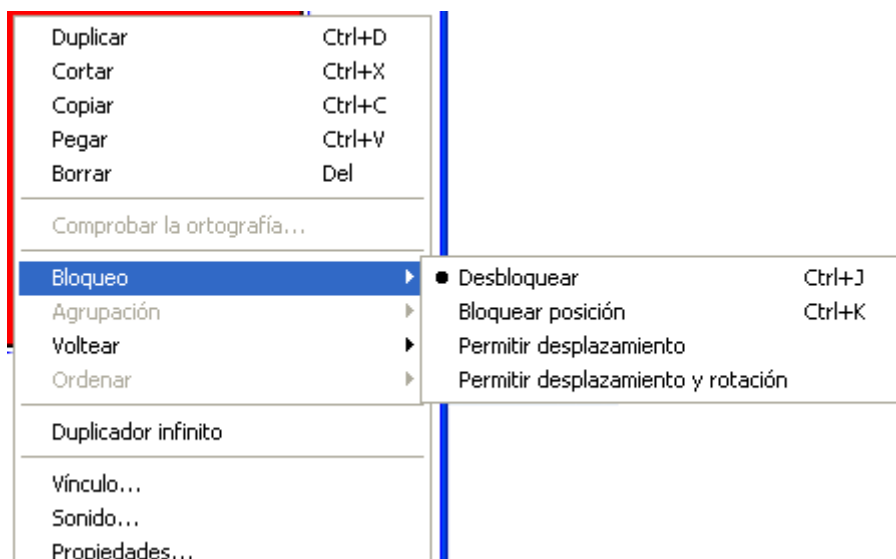 Duplicar Ctrl+D
Cortar Ctrl+X
Copiar Ctrl+C
Pegar Ctrl+V
Borrar Del
Comprobar la ortografía...
Bloqueo
Agrupación
Voltear
Ordenar
Duplicador infinito
Vínculo...
Sonido...
Propiedades...
Desbloquear Ctrl+J
Bloquear posición Ctrl+K
Permitir desplazamiento
Permitir desplazamiento y rotación